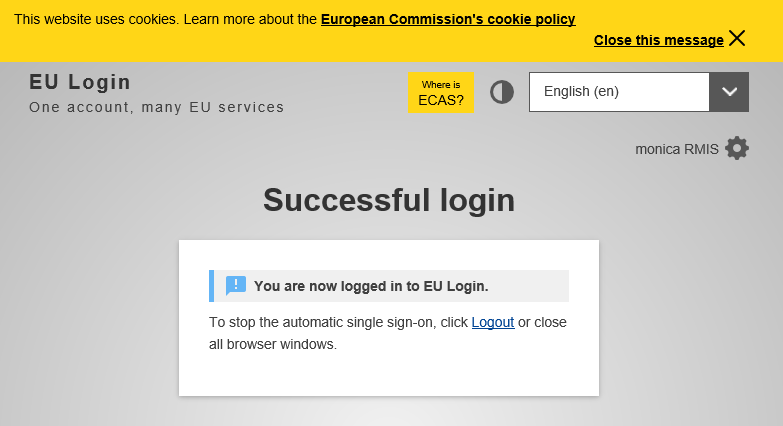 This website uses cookies. Learn more about the European Commission's cookie policy
Close this message
EU Login
One account, many EU services
Where is
ECAS?
English (en)
monica RMIS
Successful login
You are now logged in to EU Login.
To stop the automatic single sign-on, click Logout or close
all browser windows.